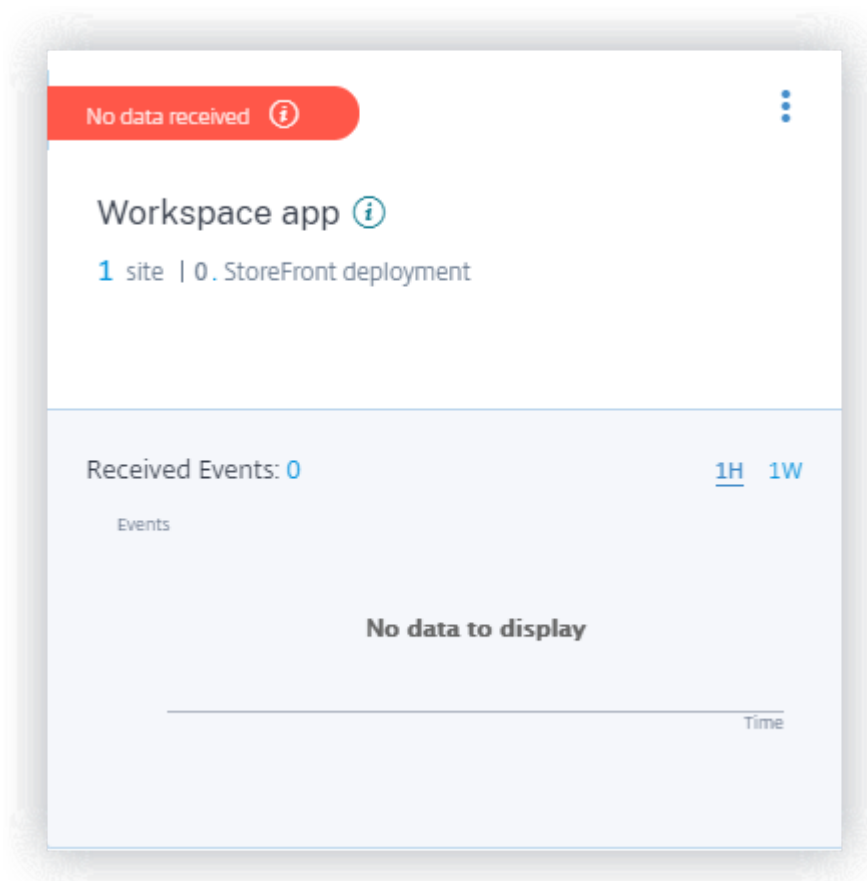 No data received
Workspace app
1 site | 0. StoreFront deployment
Received Events: 0 1H 1W
Events
No data to display
Time